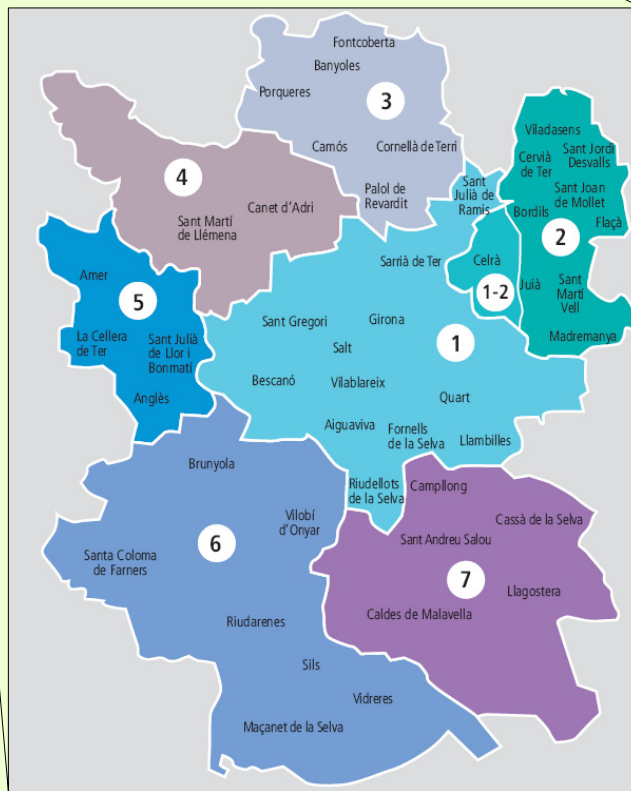 Fontcoberta
Banyoles
Porqueres
3
Camós
Cornellà de Terri
Palol de
Revardit
4
Canet d'Adri
Sant Martí
de Llémena
Viladasens
Sant Jordi
Desvalls
Cervià
de Ter
Sant Joan
de Mollet
Bordils
Flaçà
2
Juià
Sant
Martí
Vell
Madremanya
Sant
Julià de
Ramis
Celrà
1-2
Amer
5
La Cellera
de Ter
Sant Julià
de Llor i
Bonmatí
Anglès
Sarrià de Ter
Sant Gregori
Girona
1
Salt
Bescanó
Vilablareix
Quart
Aiguaviva
Fornells
de la Selva
Llambilles
Riudellots
de la Selva
Brunyola
Vilobí
d'Onyar
6
Santa Coloma
de Farners
Riudarenes
Sils
Vidreres
Maçanet de la Selva
Campllong
Cassà de la Selva
Sant Andreu Salou
7
Llagostera
Caldes de Malavella